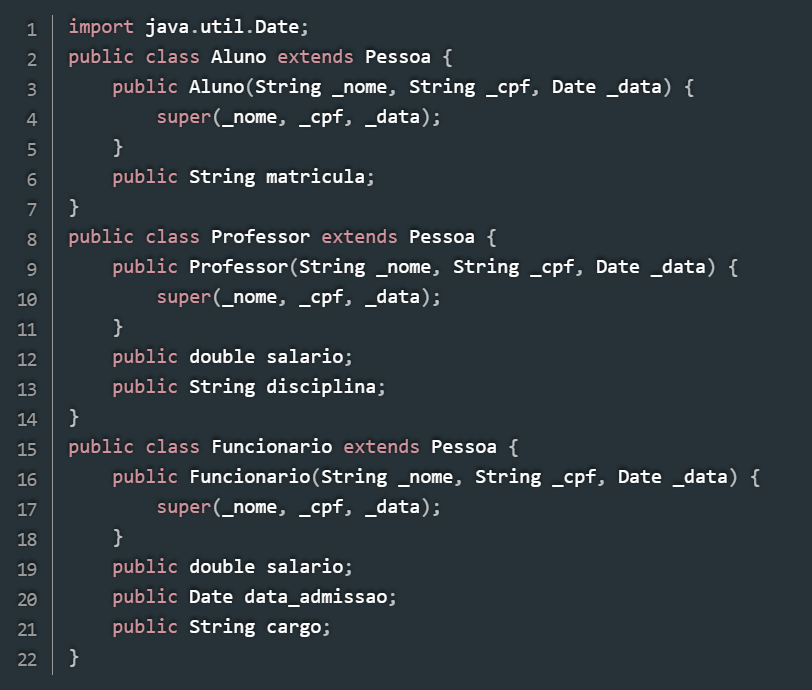 1 import java.util.Date;
2 public class Aluno extends Pessoa {
3     public Aluno(String _nome, String _cpf, Date _data) {
4         super(_nome, _cpf, _data);
5     }
6     public String matricula;
7 }
8 public class Professor extends Pessoa {
9     public Professor(String _nome, String _cpf, Date _data) {
10         super(_nome, _cpf, _data);
11     }
12     public double salario;
13     public String disciplina;
14 }
15 public class Funcionario extends Pessoa {
16     public Funcionario(String _nome, String _cpf, Date _data) {
17         super(_nome, _cpf, _data);
18     }
19     public double salario;
20     public Date data_admissao;
21     public String cargo;
22 }